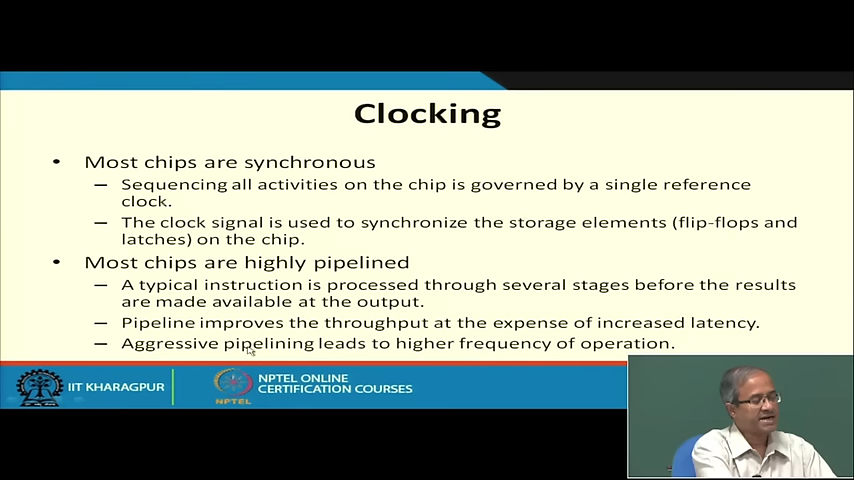 Clocking
• Most chips are synchronous
– Sequencing all activities on the chip is governed by a single reference
clock.
– The clock signal is used to synchronize the storage elements (flip-flops and
latches) on the chip.
• Most chips are highly pipelined
– A typical instruction is processed through several stages before the results
are made available at the output.
– Pipeline improves the throughput at the expense of increased latency.
– Aggressive pipelining leads to higher frequency of operation.
IIT KHARAGPUR
NPTEL
NPTEL ONLINE
CERTIFICATION COURSES